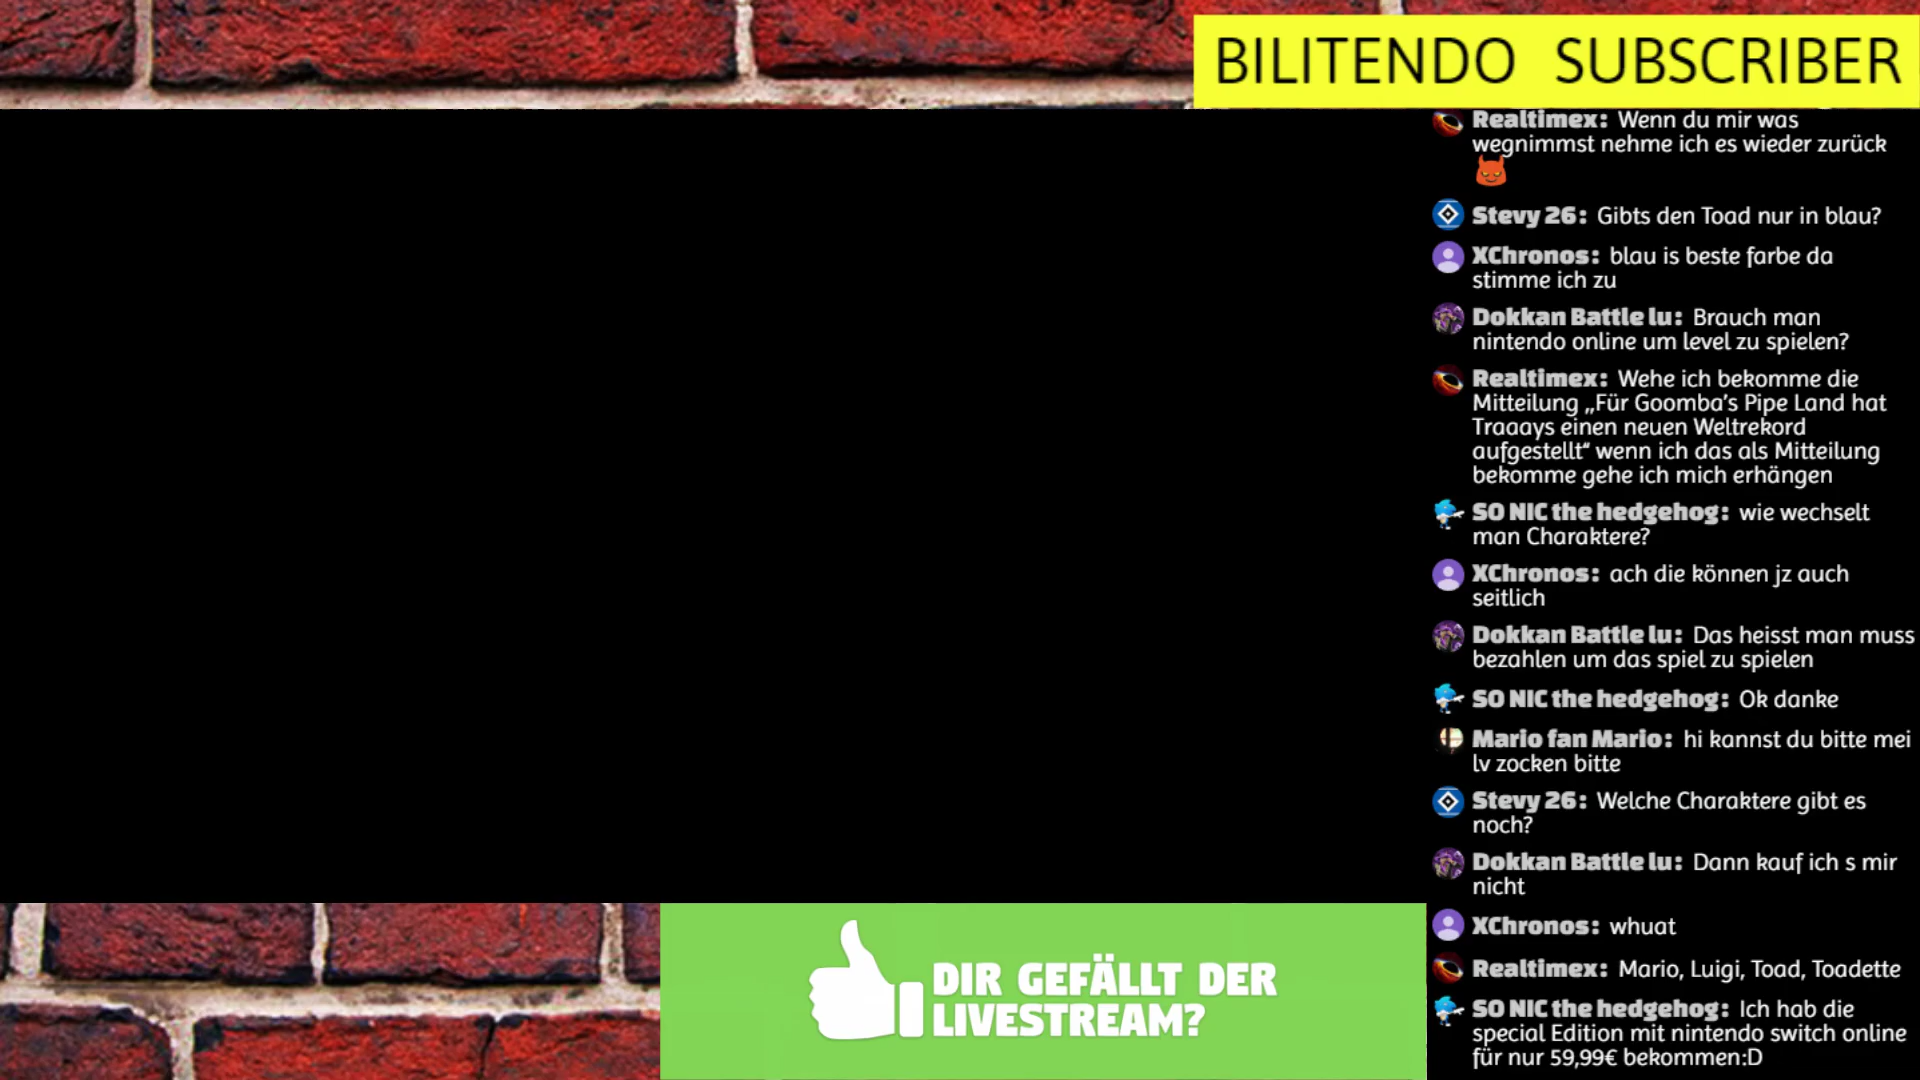 BILITENDO SUBSCRIBER
Realtimex: Wenn du mir was
wegnimmst nehme ich es wieder zurück
Stevy 26: Gibts den Toad nur in blau?
XChronos: blau is beste farbe da
stimme ich zu
Dokkan Battle lu: Brauch man
nintendo online um level zu spielen?
Realtimex: Wehe ich bekomme die
Mitteilung „Für Goomba’s Pipe Land hat
Traaays einen neuen Weltrekord
aufgestellt“ wenn ich das als Mitteilung
bekomme gehe ich mich erhängen
SO NIC the hedgehog: wie wechselt
man Charaktere?
XChronos: ach die können jz auch
seitlich
Dokkan Battle lu: Das heisst man muss
bezahlen um das spiel zu spielen
SO NIC the hedgehog: Ok danke
Mario fan Mario: hi kannst du bitte mei
lv zocken bitte
Stevy 26: Welche Charaktere gibt es
noch?
Dokkan Battle lu: Dann kauf ich s mir
nicht
XChronos: whuat
Realtimex: Mario, Luigi, Toad, Toadette
SO NIC the hedgehog: Ich hab die
special Edition mit nintendo switch online
für nur 59,99€ bekommen:D
DIR GEFÄLLT DER
LIVESTREAM?